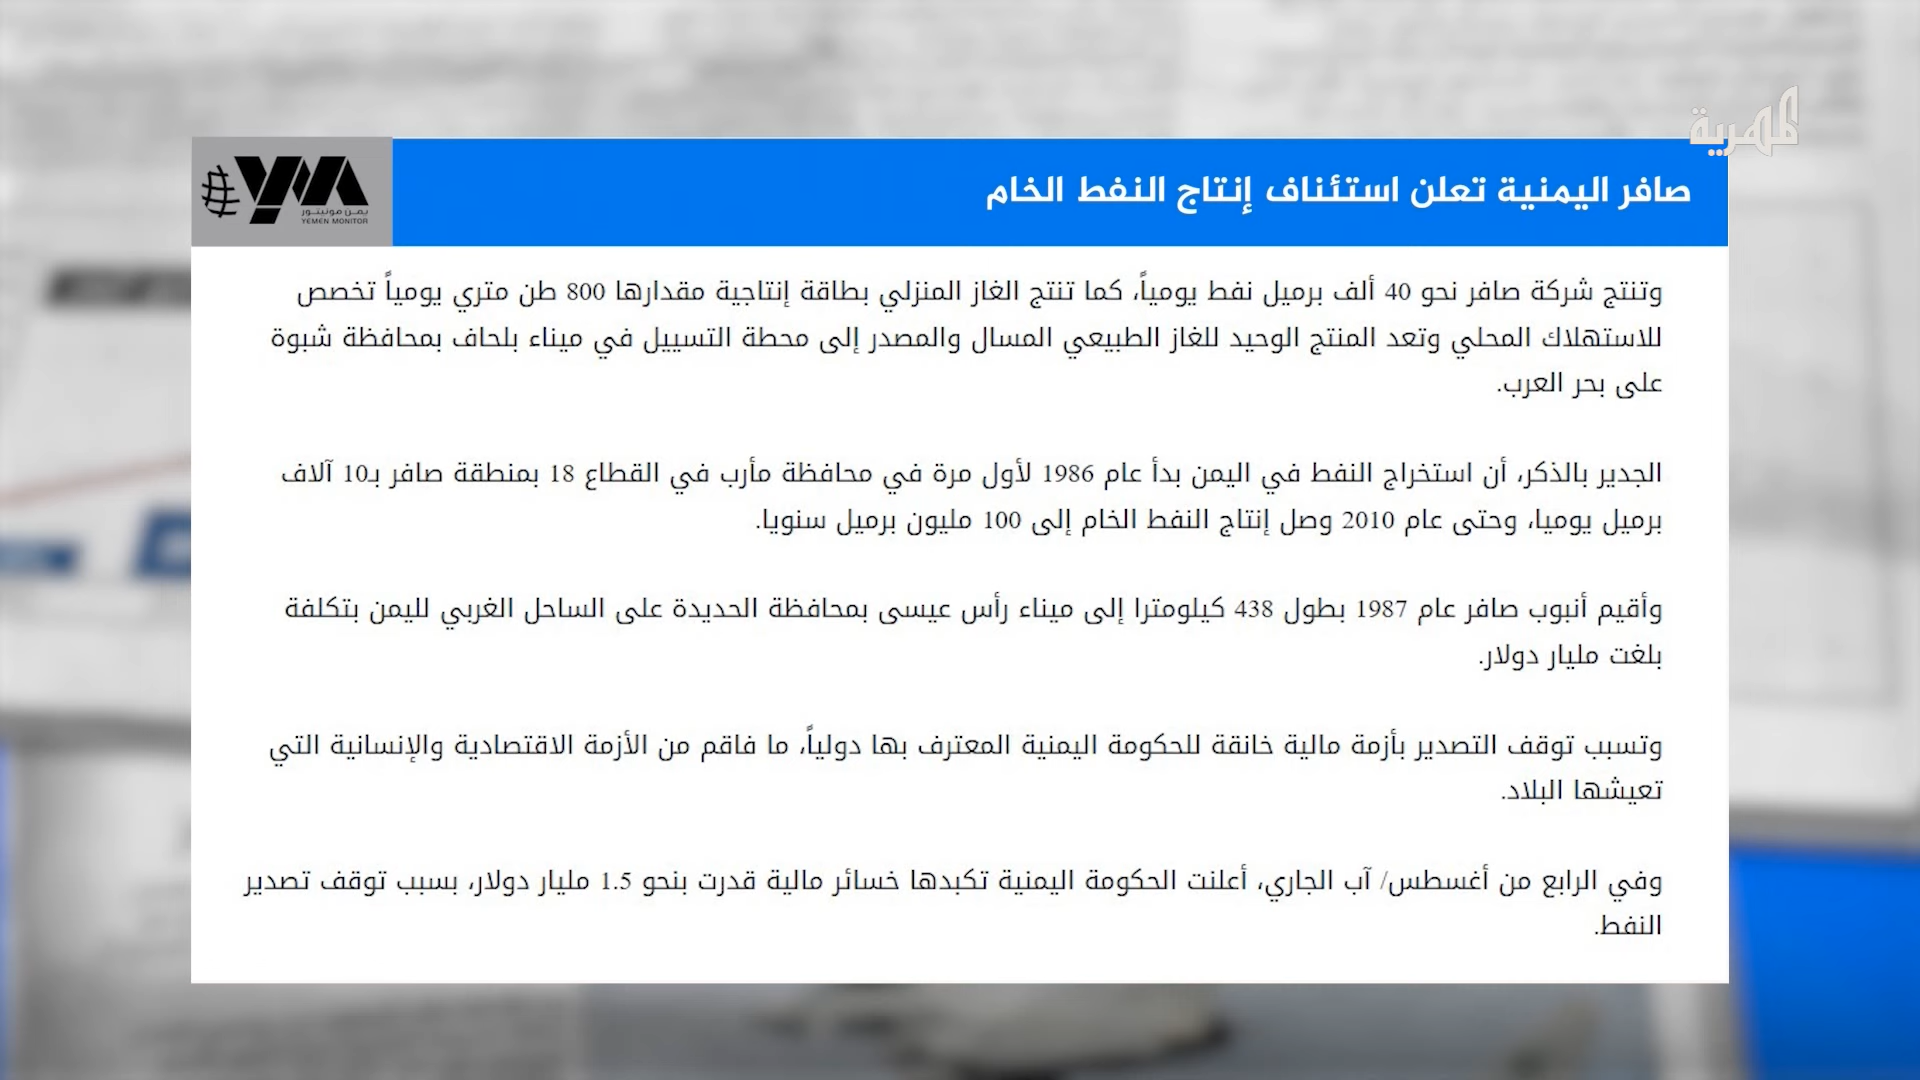 المهرية
يمن مونيتور
YEMEN MONITOR
صافر اليمنية تعلن استئناف إنتاج النفط الخام
وتنتج شركة صافر نحو 40 ألف برميل نفط يومياً، كما تنتج الغاز المنزلي بطاقة إنتاجية مقدارها 800 طن متري يومياً تخصص
للاستهلاك المحلي وتعد المنتج الوحيد للغاز الطبيعي المسال والمصدر إلى محطة التسييل في ميناء بلحاف بمحافظة شبوة
على بحر العرب.
الجدير بالذكر، أن استخراج النفط في اليمن بدأ عام 1986 لأول مرة في محافظة مأرب في القطاع 18 بمنطقة صافر بـ10 آلاف
برميل يوميا، وحتى عام 2010 وصل إنتاج النفط الخام إلى 100 مليون برميل سنويا.
وأقيم أنبوب صافر عام 1987 بطول 438 كيلومترا إلى ميناء رأس عيسى بمحافظة الحديدة على الساحل الغربي لليمن بتكلفة
بلغت مليار دولار.
وتسبب توقف التصدير بأزمة مالية خانقة للحكومة اليمنية المعترف بها دولياً، ما فاقم من الأزمة الاقتصادية والإنسانية التي
تعيشها البلاد.
وفي الرابع من أغسطس/ آب الجاري، أعلنت الحكومة اليمنية تكبدها خسائر مالية قدرت بنحو 1.5 مليار دولار، بسبب توقف تصدير
النفط.